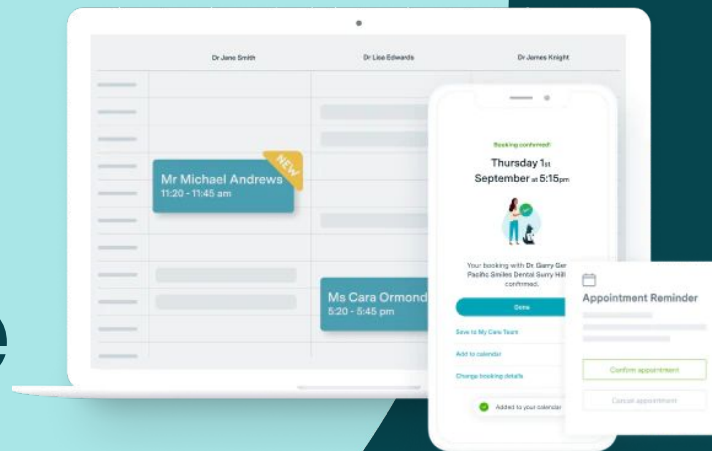 Dr Jane Smith
Dr Lisa Edwards
Dr James Knight
NEW
Mr Michael Andrews
11:20 - 11:45 am
Ms Cara Ormond
5:20 - 5:45 pm
Booking confirmed!
Thursday 1st
September at 5:15pm
Your booking with Dr Garry
Pacific Smiles Dental Surry
confirmed.
Done
Save to My Care Team
Add to calendar
Change booking details
Added to your calendar
Appointment Reminder
Confirm appointment
Cancel appointment
e